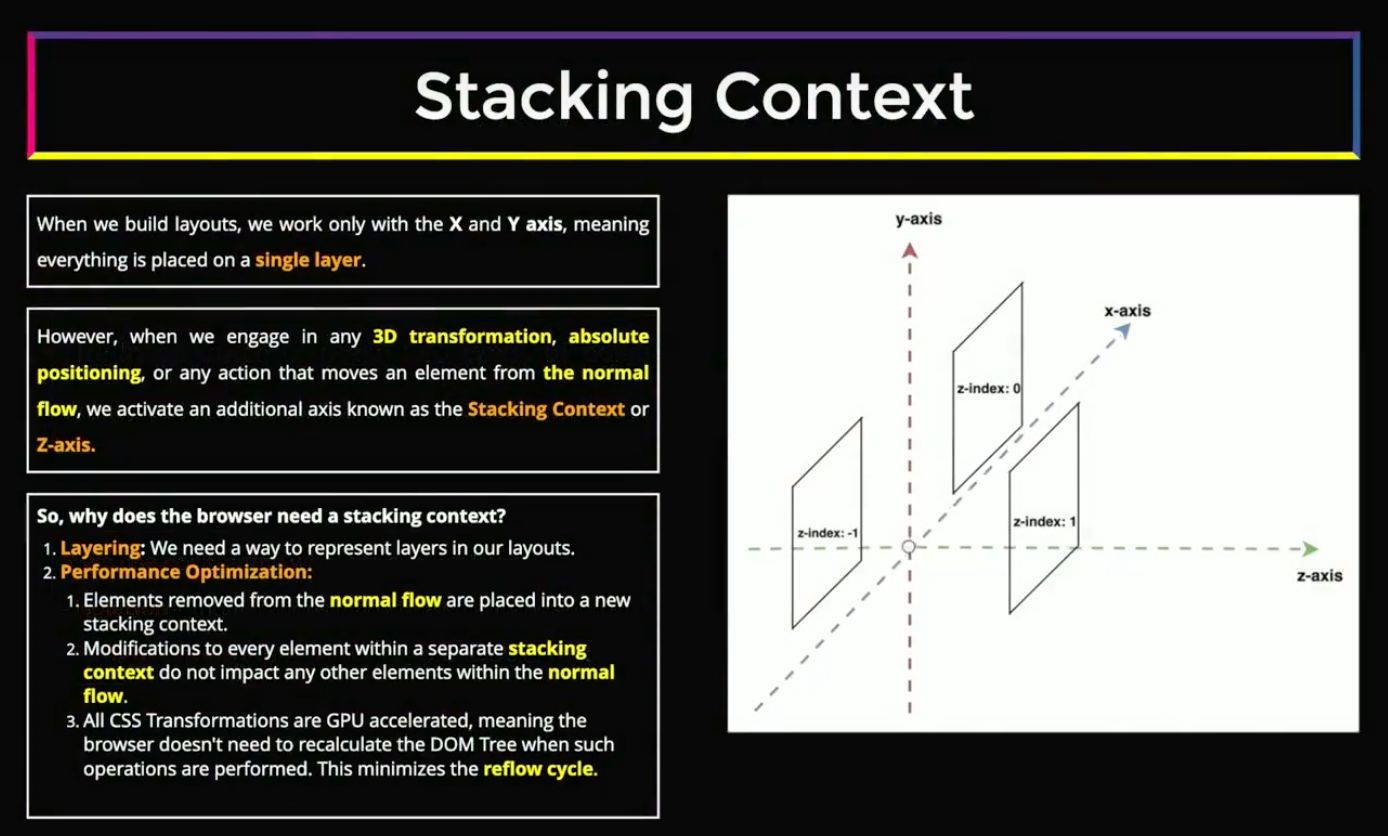 Stacking Context
When we build layouts, we work only with the X and Y axis, meaning
everything is placed on a single layer.
However, when we engage in any 3D transformation, absolute
positioning, or any action that moves an element from the normal
flow, we activate an additional axis known as the Stacking Context or
Z-axis.
So, why does the browser need a stacking context?
1. Layering: We need a way to represent layers in our layouts.
2. Performance Optimization:
1. Elements removed from the normal flow are placed into a new
stacking context.
2. Modifications to every element within a separate stacking
context do not impact any other elements within the normal
flow.
3. All CSS Transformations are GPU accelerated, meaning the
browser doesn't need to recalculate the DOM Tree when such
operations are performed. This minimizes the reflow cycle.
y-axis
x-axis
z-index: 0
z-index: 1
z-index: -1
z-axis